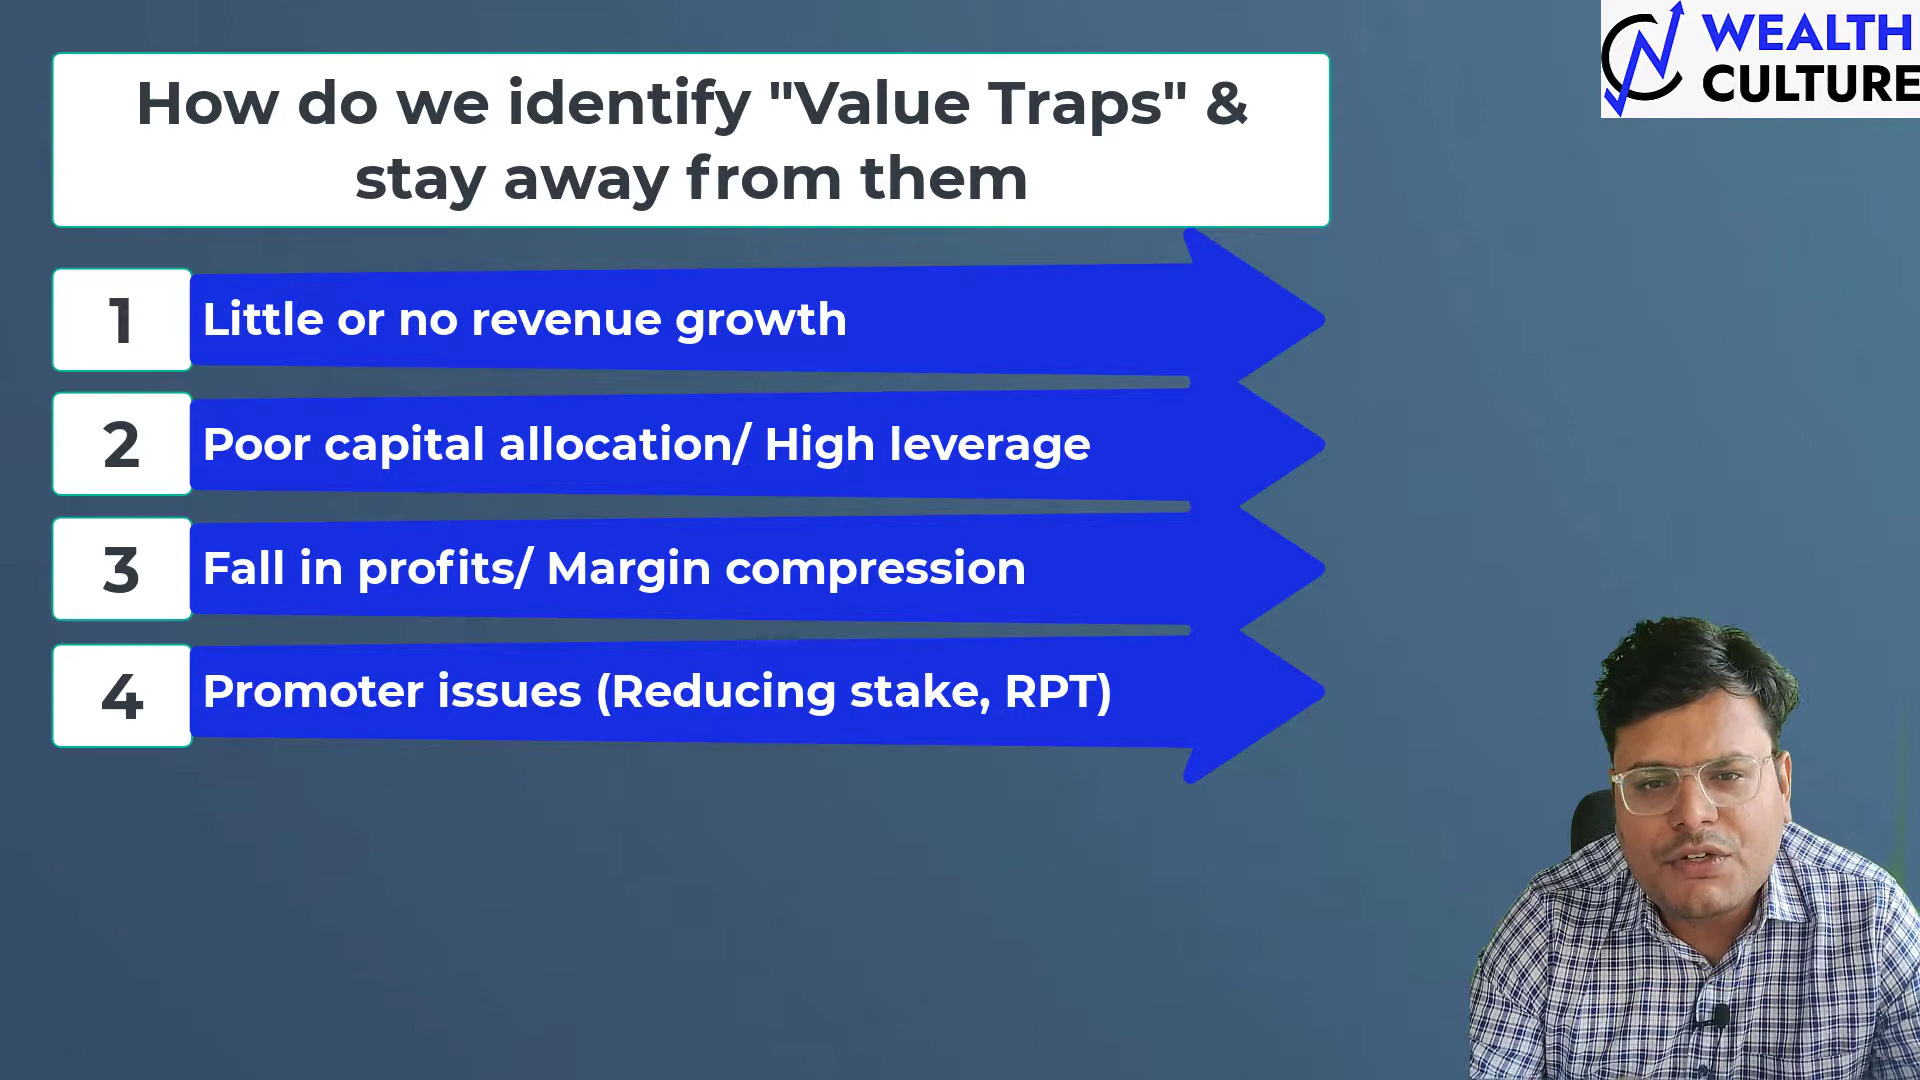 WEALTH
CULTURE
How do we identify "Value Traps" &
stay away from them
1 Little or no revenue growth
2 Poor capital allocation/ High leverage
3 Fall in profits/ Margin compression
4 Promoter issues (Reducing stake, RPT)